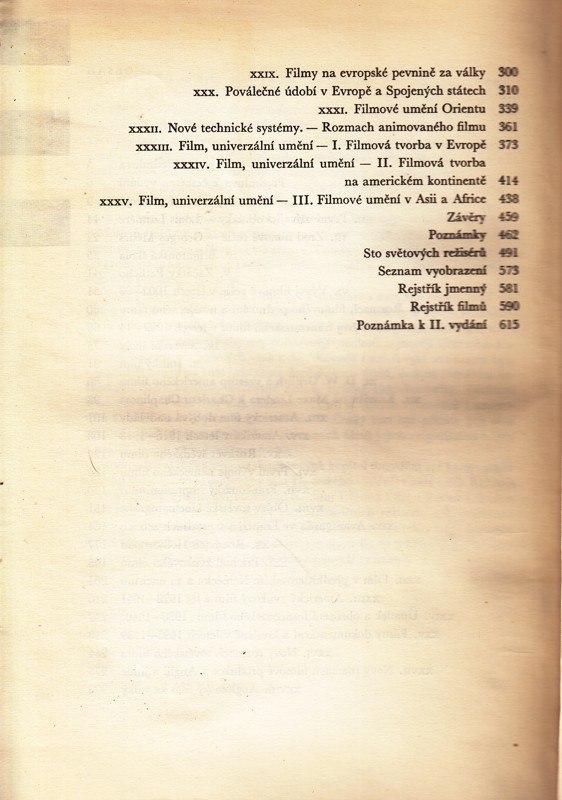 XXIX. Filmy na evropské pevnině za války 300
XXX. Poválečné údobí v Evropě a Spojených státech 310
XXXI. Filmové umění Orientu 339
XXXII. Nové technické systémy. — Rozmach animovaného filmu 361
XXXIII. Film, univerzální umění — I. Filmová tvorba v Evropě 373
XXXIV. Film, univerzální umění — II. Filmová tvorba
na americkém kontinentě 414
XXXV. Film, univerzální umění — III. Filmové umění v Asii a Africe 438
Závěry 459
Poznámky 462
Sto světových režisérů 491
Seznam vyobrazení 573
Rejstřík jmenný 581
Rejstřík filmů 590
Poznámka k II. vydání 615